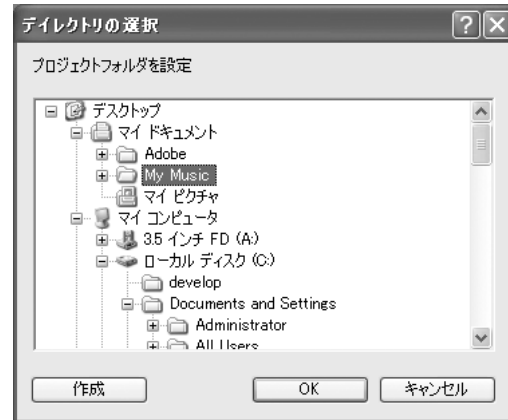 ディレクトリの選択
プロジェクトフォルダを設定
デスクトップ
マイ ドキュメント
Adobe
My Music
マイ ピクチャ
マイ コンピュータ
3.5 インチ FD (A:)
ローカル ディスク (C:)
develop
Documents and Settings
Administrator
All Users
作成
OK
キャンセル